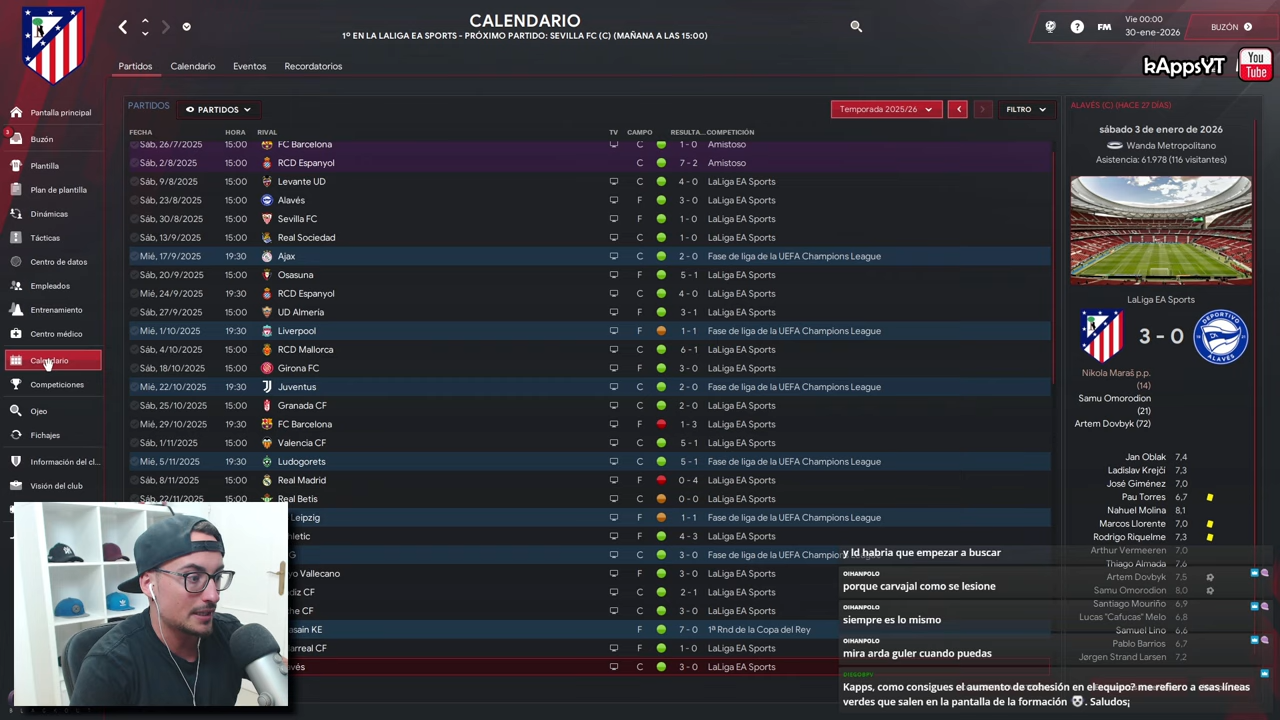 CALENDARIO
1º EN LA LALIGA EA SPORTS - PRÓXIMO PARTIDO: SEVILLA FC (C) (MAÑANA A LAS 15:00)
FM
Vie 00:00
30-ene-2026
BUZÓN
kAppsYT
You Tube
Partidos Calendario Eventos Recordatorios
Pantalla principal
3
Buzón
Plantilla
Plan de plantilla
Dinámicas
Tácticas
Centro de datos
Empleados
Entrenamiento
Centro médico
Calendario
Competiciones
Ojeo
Fichajes
Información del cl...
Visión del club
PARTIDOS PARTIDOS Temporada 2025/26 FILTRO
FECHA HORA RIVAL TV CAMPO RESULTA... COMPETICIÓN
Sáb, 26/7/2025 15:00 FC Barcelona C 1 - 0 Amistoso
Sáb, 2/8/2025 15:00 RCD Espanyol C 7 - 2 Amistoso
Sáb, 9/8/2025 15:00 Levante UD C 4 - 0 LaLiga EA Sports
Sáb, 23/8/2025 15:00 Alavés F 3 - 0 LaLiga EA Sports
Sáb, 30/8/2025 15:00 Sevilla FC F 1 - 0 LaLiga EA Sports
Sáb, 13/9/2025 15:00 Real Sociedad C 1 - 0 LaLiga EA Sports
Mié, 17/9/2025 19:30 Ajax C 2 - 0 Fase de liga de la UEFA Champions League
Sáb, 20/9/2025 15:00 Osasuna F 5 - 1 LaLiga EA Sports
Mié, 24/9/2025 19:30 RCD Espanyol C 4 - 0 LaLiga EA Sports
Sáb, 27/9/2025 15:00 UD Almería F 3 - 1 LaLiga EA Sports
Mié, 1/10/2025 19:30 Liverpool F 1 - 1 Fase de liga de la UEFA Champions League
Sáb, 4/10/2025 15:00 RCD Mallorca C 6 - 1 LaLiga EA Sports
Sáb, 18/10/2025 15:00 Girona FC F 3 - 0 LaLiga EA Sports
Mié, 22/10/2025 19:30 Juventus F 2 - 0 Fase de liga de la UEFA Champions League
Sáb, 25/10/2025 15:00 Granada CF C 2 - 0 LaLiga EA Sports
Mié, 29/10/2025 15:00 FC Barcelona F 1 - 3 LaLiga EA Sports
Sáb, 1/11/2025 15:00 Valencia CF C 5 - 1 LaLiga EA Sports
Mié, 5/11/2025 19:30 Ludogorets C 5 - 1 Fase de liga de la UEFA Champions League
Sáb, 8/11/2025 15:00 Real Madrid F 0 - 4 LaLiga EA Sports
Sáb, 22/11/2025 15:00 Real Betis C 0 - 0 LaLiga EA Sports
Leipzig F 1 - 1 Fase de liga de la UEFA Champions League
F 4 - 3 LaLiga EA Sports
C 3 - 0 Fase de liga de la UEFA Champions League
Vallecano F 3 - 0 LaLiga EA Sports
CF C 2 - 1 LaLiga EA Sports
CF C 3 - 0 LaLiga EA Sports
KE F 7 - 0 1ª Rnd de la Copa del Rey
CF F 1 - 0 LaLiga EA Sports
C 3 - 0 LaLiga EA Sports
ALAVÉS (C) (HACE 27 DÍAS)
sábado 3 de enero de 2026
Wanda Metropolitano
Asistencia: 61.978 (116 visitantes)
LaLiga EA Sports
3 - 0
DEPORTIVO
ALAVÉS
Nikola Maraš p.p.
(14)
Samu Omorodion
(21)
Artem Dovbyk (72)
Jan Oblak 7,4
Ladislav Krejčí 7,3
José Giménez 7,0
Pau Torres 6,7
Nahuel Molina 8,1
Marcos Llorente 7,0
Rodrigo Riquelme 7,3
Arthur Vermeeren 7,0
Thiago Almada 7,6
Artem Dovbyk 7,5
Samu Omorodion 8,0
Santiago Mouriño 6,9
Lucas "Cafucas" Melo 6,8
Samuel Lino 6,6
Pablo Barrios 6,7
Jørgen Strand Larsen 7,2
y ld habria que empezar a buscar
OIHANPOLO
porque carvajal como se lesione
OIHANPOLO
siempre es lo mismo
OIHANPOLO
mira arda guler cuando puedas
Kapps, como consigues el aumento de cohesión en el equipo? me refiero a esas líneas
verdes que salen en la pantalla de la formación. Saludos¡